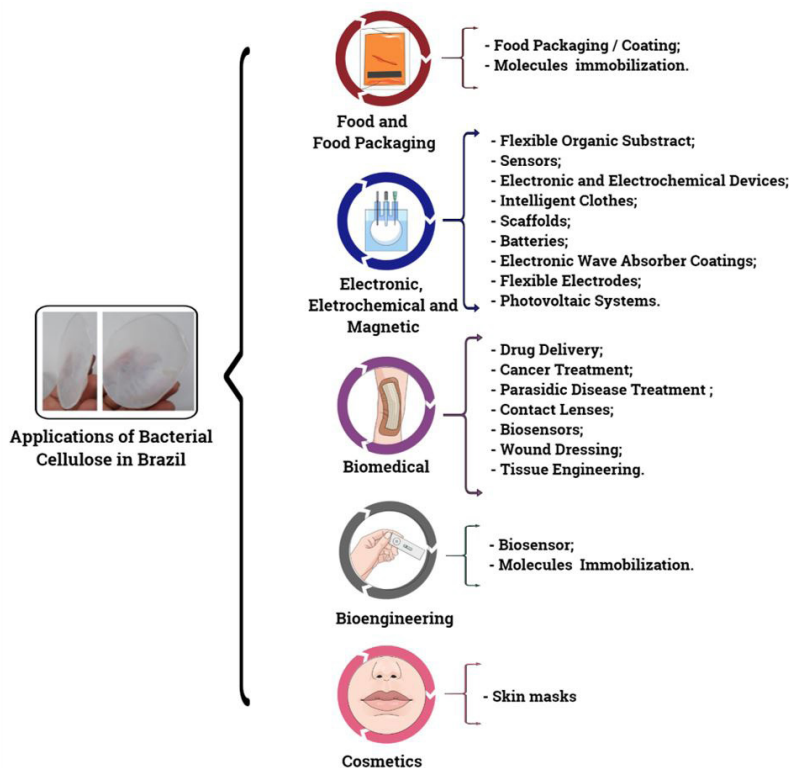 Applications of Bacterial
Cellulose in Brazil
Food and
Food Packaging
- Food Packaging / Coating;
- Molecules immobilization.
Electronic,
Eletrochemical and
Magnetic
- Flexible Organic Substract;
- Sensors;
- Electronic and Electrochemical Devices;
- Intelligent Clothes;
- Scaffolds;
- Batteries;
- Electronic Wave Absorber Coatings;
- Flexible Electrodes;
- Photovoltaic Systems.
Biomedical
- Drug Delivery;
- Cancer Treatment;
- Parasidic Disease Treatment ;
- Contact Lenses;
- Biosensors;
- Wound Dressing;
- Tissue Engineering.
Bioengineering
- Biosensor;
- Molecules Immobilization.
Cosmetics
- Skin masks